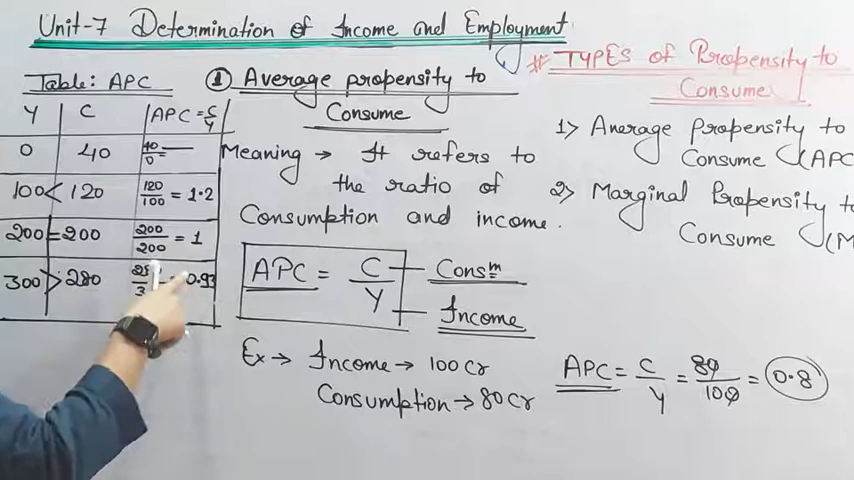 Unit-7 Determination of Income and Employment
Table: APC
Y C APC = C/Y
0 40 40/0 = —
100 < 120 120/100 = 1.2
200 = 200 200/200 = 1
300 > 280 0.93
① Average propensity to
Consume
Meaning → It refers to
the ratio of
Consumption and income.
APC = C/Y
Consm
Income
Ex → Income → 100 Cr
Consumption → 80 Cr
# TYPES of Propensity to
Consume
1> Average Propensity to
Consume (APC
2> Marginal Propensity to
Consume (M
APC = C/Y = 80/100 = 0.8